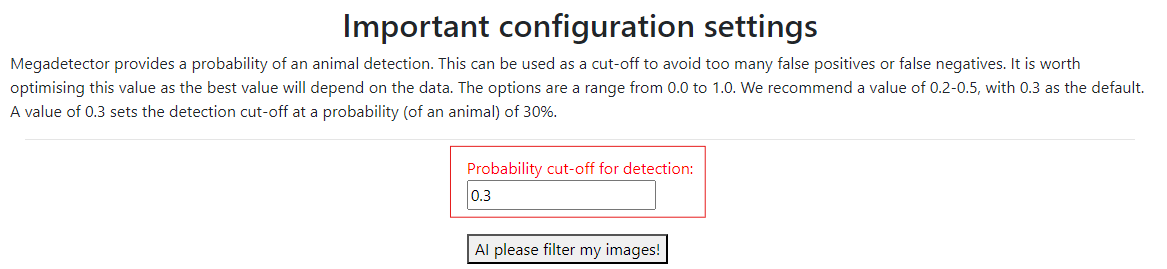 Important configuration settings
Megadetector provides a probability of an animal detection. This can be used as a cut-off to avoid too many false positives or false negatives. It is worth
optimising this value as the best value will depend on the data. The options are a range from 0.0 to 1.0. We recommend a value of 0.2-0.5, with 0.3 as the default.
A value of 0.3 sets the detection cut-off at a probability (of an animal) of 30%.
Probability cut-off for detection:
0.3
AI please filter my images!